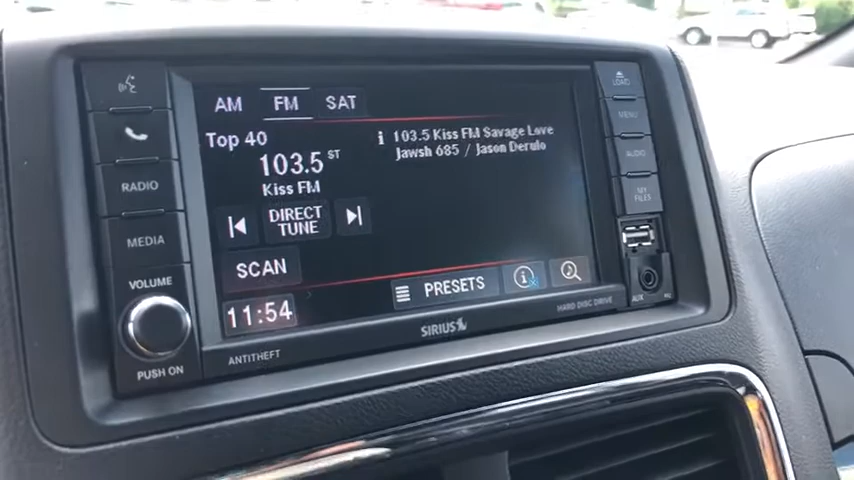 AM FM SAT
Top 40
103.5 ST
Kiss FM
i 103.5 Kiss FM Savage Love
Jawsh 685 / Jason Derulo
DIRECT
TUNE
SCAN
11:54
PRESETS
i
RADIO
MEDIA
VOLUME
PUSH ON
ANTITHEFT
SIRIUS
HARD DISC DRIVE
LOAD
MENU
AUDIO
MY
FILES
AUX